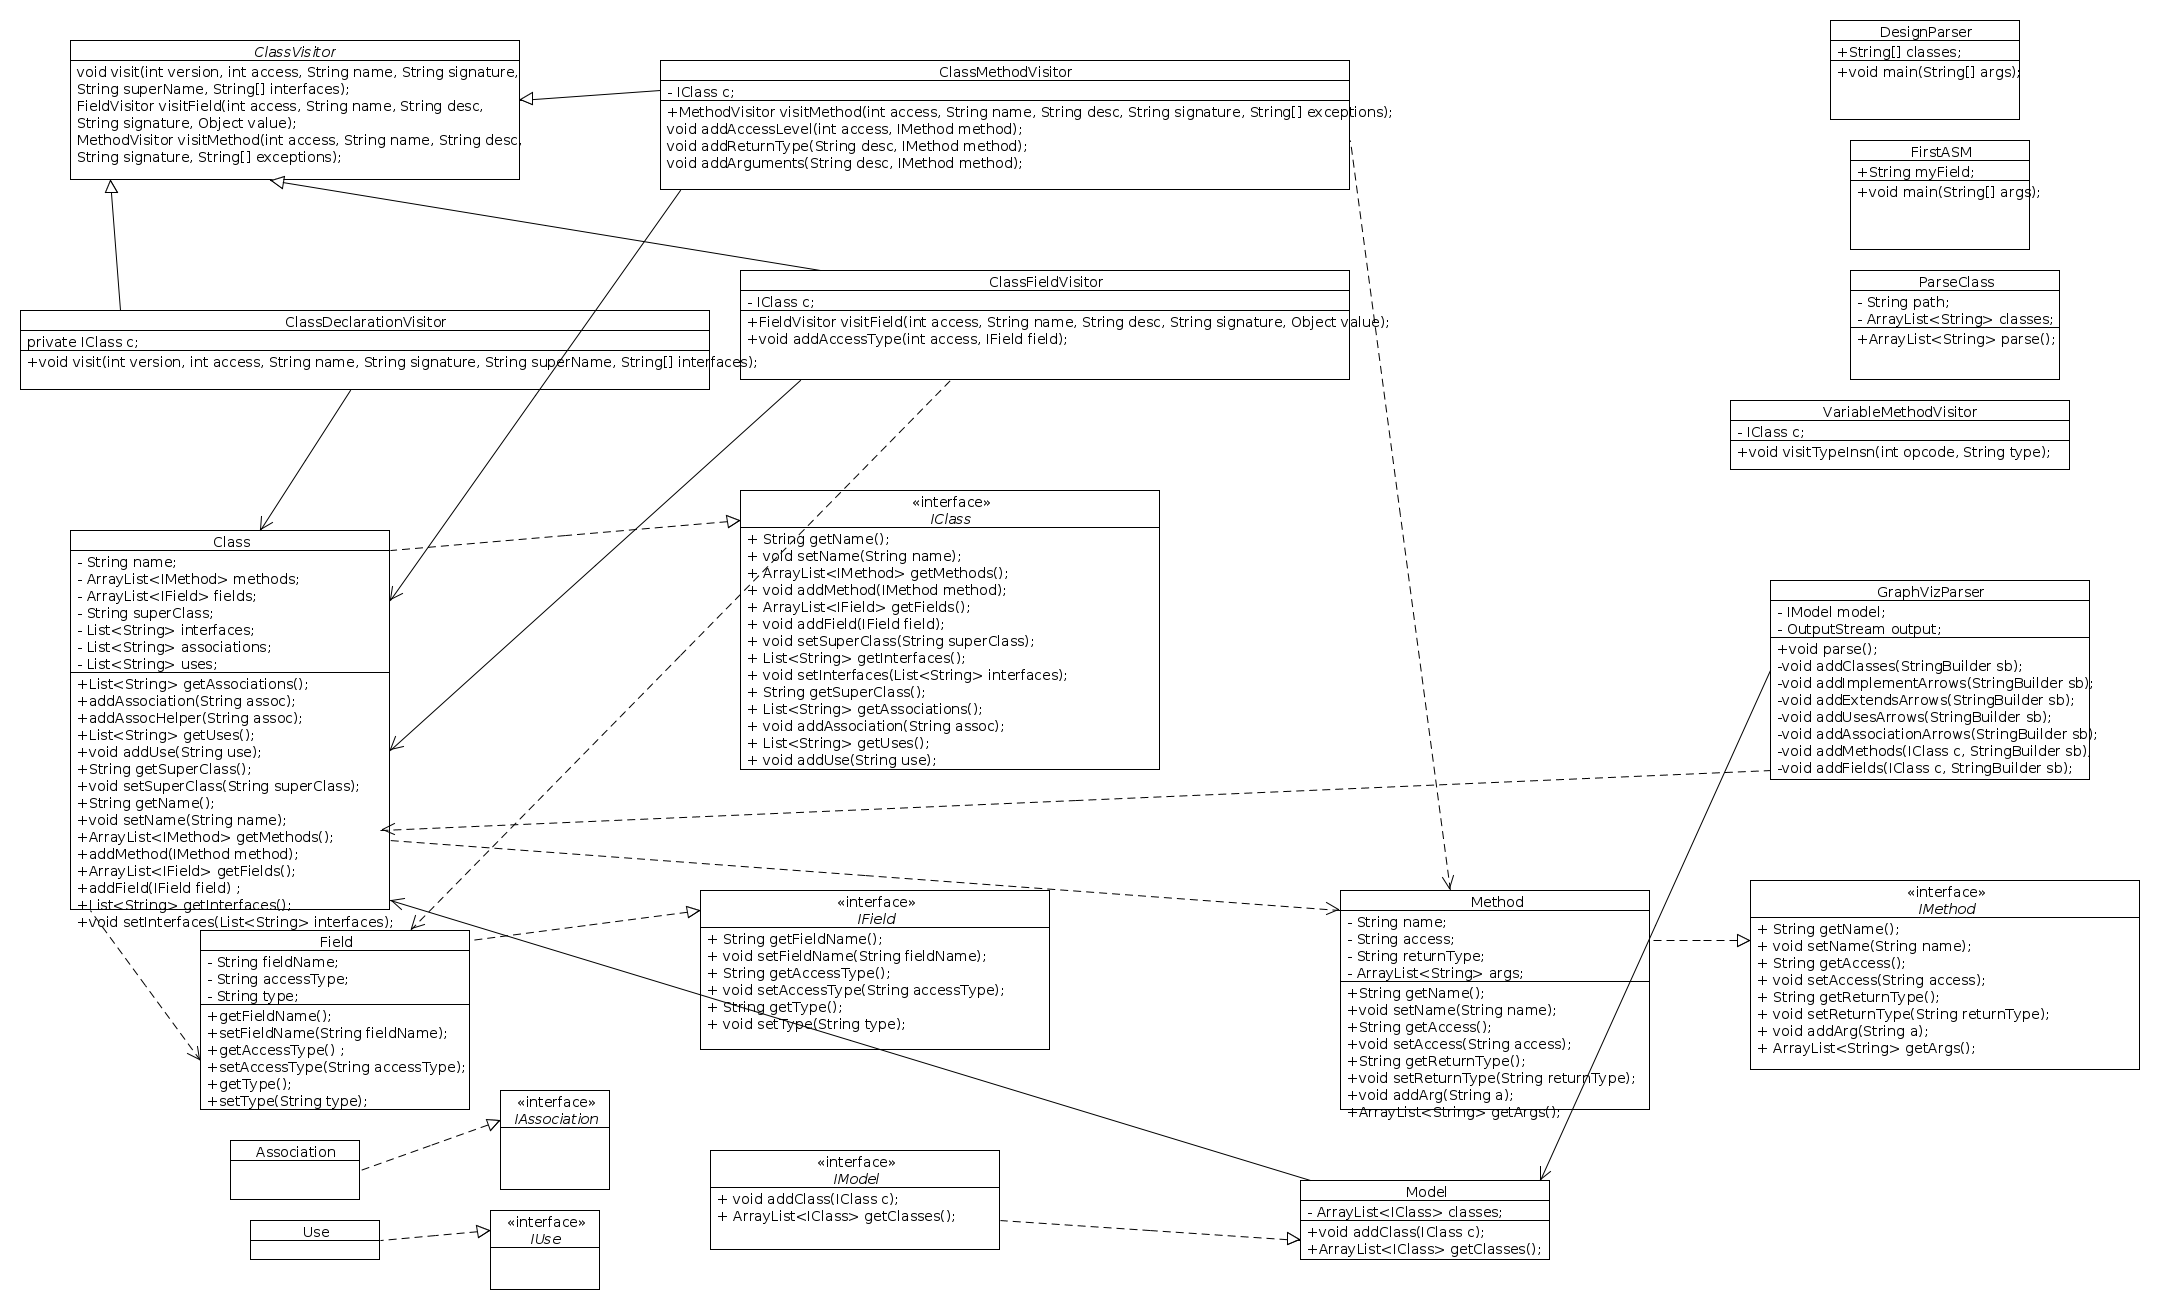 ClassVisitor
void visit(int version, int access, String name, String signature,
String superName, String[] interfaces);
FieldVisitor visitField(int access, String name, String desc,
String signature, Object value);
MethodVisitor visitMethod(int access, String name, String desc,
String signature, String[] exceptions);
ClassMethodVisitor
- IClass c;
+MethodVisitor visitMethod(int access, String name, String desc, String signature, String[] exceptions);
void addAccessLevel(int access, IMethod method);
void addReturnType(String desc, IMethod method);
void addArguments(String desc, IMethod method);
DesignParser
+String[] classes;
+void main(String[] args);
FirstASM
+String myField;
+void main(String[] args);
ParseClass
- String path;
- ArrayList<String> classes;
+ArrayList<String> parse();
VariableMethodVisitor
- IClass c;
+void visitTypeInsn(int opcode, String type);
ClassFieldVisitor
- IClass c;
+FieldVisitor visitField(int access, String name, String desc, String signature, Object value);
+void addAccessType(int access, IField field);
ClassDeclarationVisitor
private IClass c;
+void visit(int version, int access, String name, String signature, String superName, String[] interfaces);
Class
- String name;
- ArrayList<IMethod> methods;
- ArrayList<IField> fields;
- String superClass;
- List<String> interfaces;
- List<String> associations;
- List<String> uses;
+List<String> getAssociations();
+addAssociation(String assoc);
+addAssocHelper(String assoc);
+List<String> getUses();
+void addUse(String use);
+String getSuperClass();
+void setSuperClass(String superClass);
+String getName();
+void setName(String name);
+ArrayList<IMethod> getMethods();
+addMethod(IMethod method);
+ArrayList<IField> getFields();
+addField(IField field) ;
+List<String> getInterfaces();
+void setInterfaces(List<String> interfaces);
«interface»
IClass
+ String getName();
+ void setName(String name);
+ ArrayList<IMethod> getMethods();
+ void addMethod(IMethod method);
+ ArrayList<IField> getFields();
+ void addField(IField field);
+ void setSuperClass(String superClass);
+ List<String> getInterfaces();
+ void setInterfaces(List<String> interfaces);
+ String getSuperClass();
+ List<String> getAssociations();
+ void addAssociation(String assoc);
+ List<String> getUses();
+ void addUse(String use);
GraphVizParser
- IModel model;
- OutputStream output;
+void parse();
-void addClasses(StringBuilder sb);
-void addImplementArrows(StringBuilder sb);
-void addExtendsArrows(StringBuilder sb);
-void addUsesArrows(StringBuilder sb);
-void addAssociationArrows(StringBuilder sb);
-void addMethods(IClass c, StringBuilder sb);
-void addFields(IClass c, StringBuilder sb);
Field
- String fieldName;
- String accessType;
- String type;
+getFieldName();
+setFieldName(String fieldName);
+getAccessType() ;
+setAccessType(String accessType);
+getType();
+setType(String type);
«interface»
IField
+ String getFieldName();
+ void setFieldName(String fieldName);
+ String getAccessType();
+ void setAccessType(String accessType);
+ String getType();
+ void setType(String type);
Method
- String name;
- String access;
- String returnType;
- ArrayList<String> args;
+String getName();
+void setName(String name);
+String getAccess();
+void setAccess(String access);
+String getReturnType();
+void setReturnType(String returnType);
+void addArg(String a);
+ArrayList<String> getArgs();
«interface»
IMethod
+ String getName();
+ void setName(String name);
+ String getAccess();
+ void setAccess(String access);
+ String getReturnType();
+ void setReturnType(String returnType);
+ void addArg(String a);
+ ArrayList<String> getArgs();
«interface»
IAssociation
Association
«interface»
IModel
+ void addClass(IClass c);
+ ArrayList<IClass> getClasses();
Model
- ArrayList<IClass> classes;
+void addClass(IClass c);
+ArrayList<IClass> getClasses();
Use
«interface»
IUse